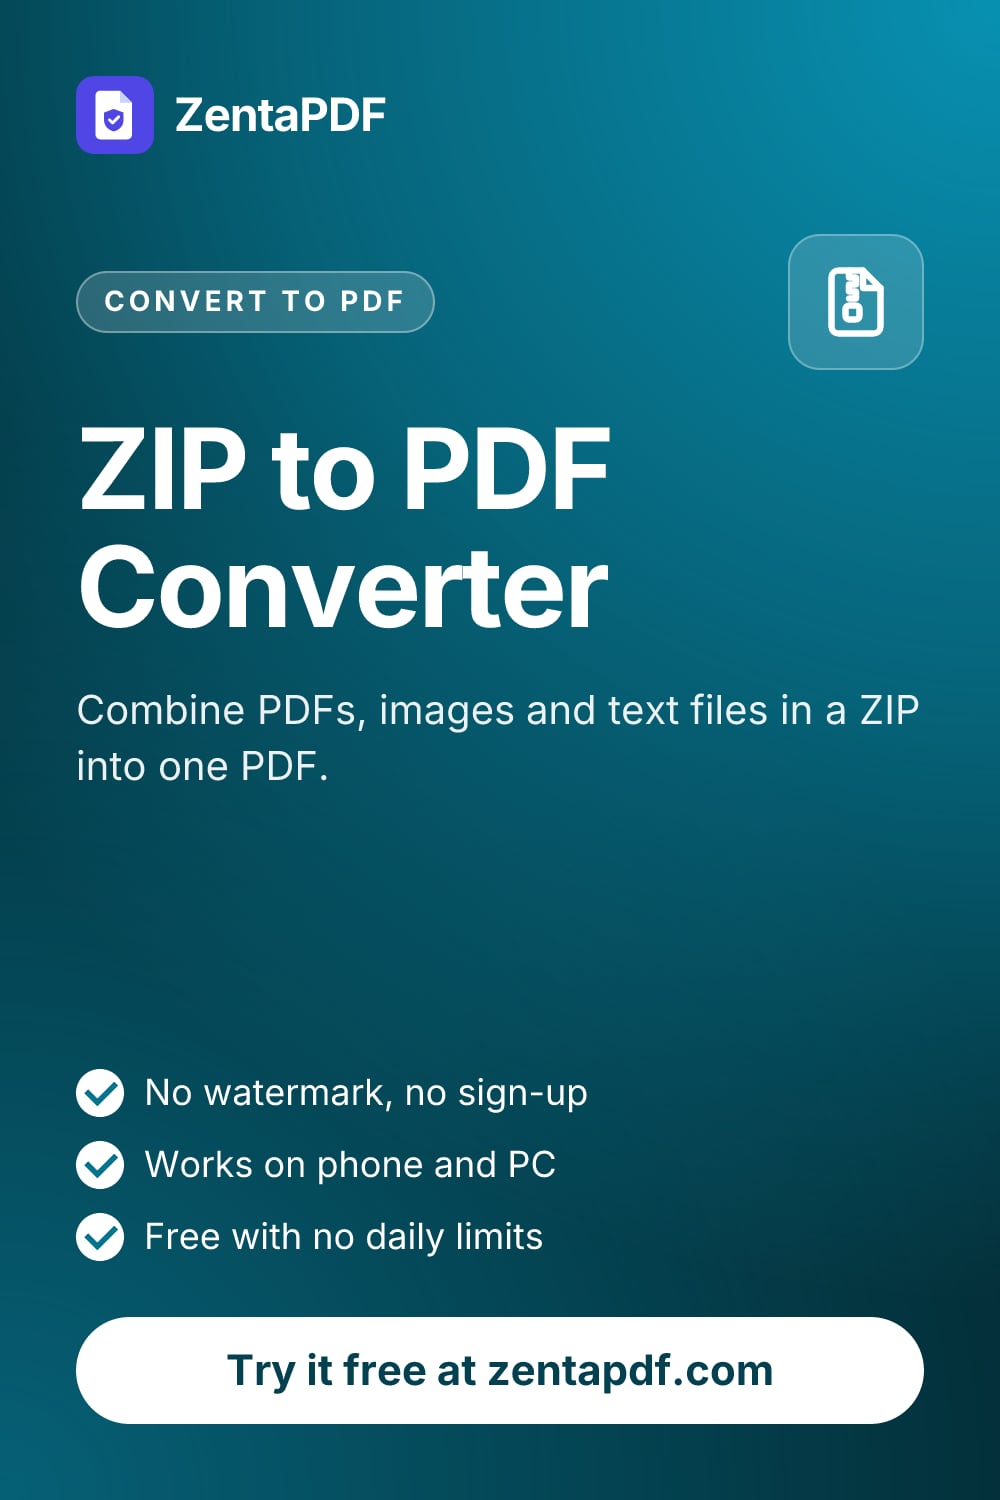 ZentaPDF
CONVERT TO PDF
ZIP to PDF
Converter
Combine PDFs, images and text files in a ZIP
into one PDF.
No watermark, no sign-up
Works on phone and PC
Free with no daily limits
Try it free at zentapdf.com